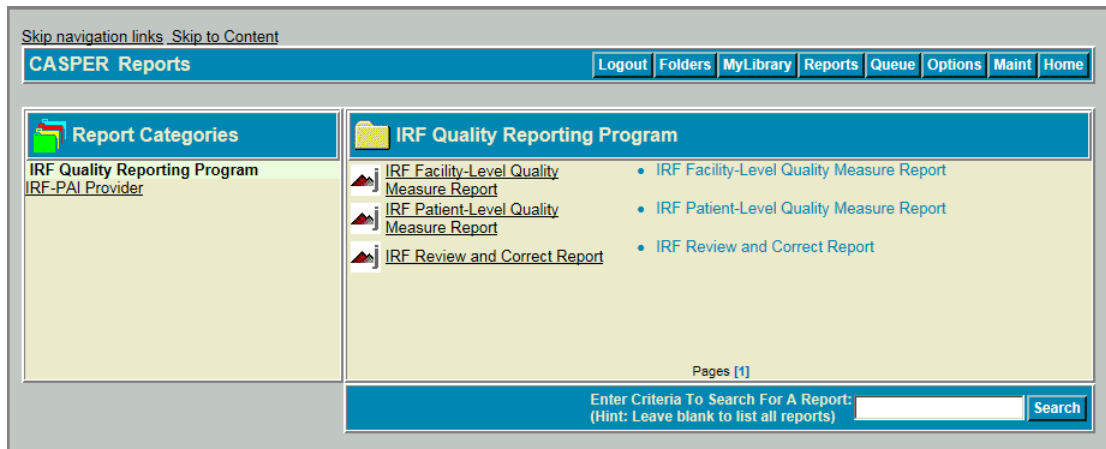 Skip navigation links Skip to Content
CASPER Reports
Logout Folders MyLibrary Reports Queue Options Maint Home
Report Categories
IRF Quality Reporting Program
IRF-PAI Provider
IRF Quality Reporting Program
IRF Facility-Level Quality
Measure Report
• IRF Facility-Level Quality Measure Report
IRF Patient-Level Quality
Measure Report
• IRF Patient-Level Quality Measure Report
IRF Review and Correct Report
• IRF Review and Correct Report
Pages [1]
Enter Criteria To Search For A Report:
(Hint: Leave blank to list all reports)
Search